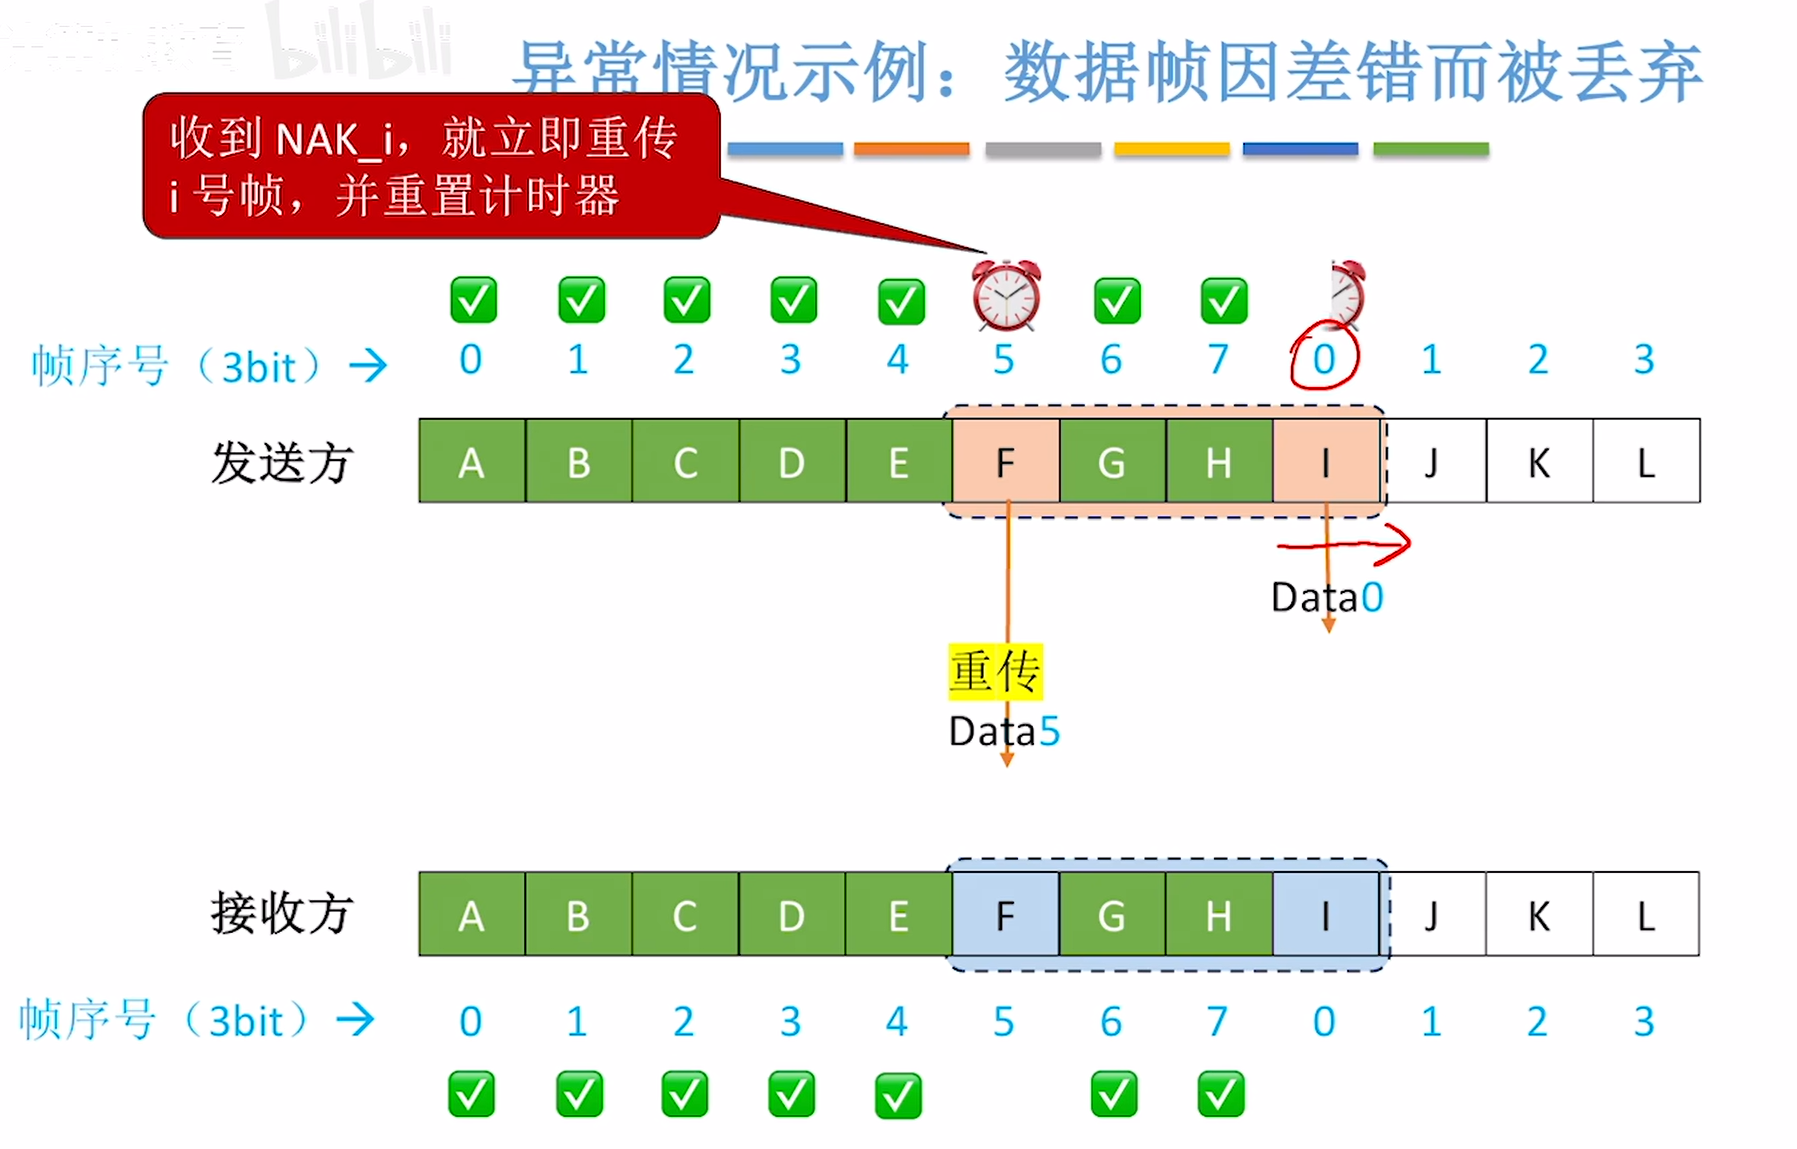 bilibili
异常情况示例：数据帧因差错而被丢弃
收到 NAK_i，就立即重传
i 号帧，并重置计时器
帧序号（3bit）→ 0 1 2 3 4 5 6 7 0 1 2 3
发送方 A B C D E F G H I J K L
Data0
重传
Data5
接收方 A B C D E F G H I J K L
帧序号（3bit）→ 0 1 2 3 4 5 6 7 0 1 2 3